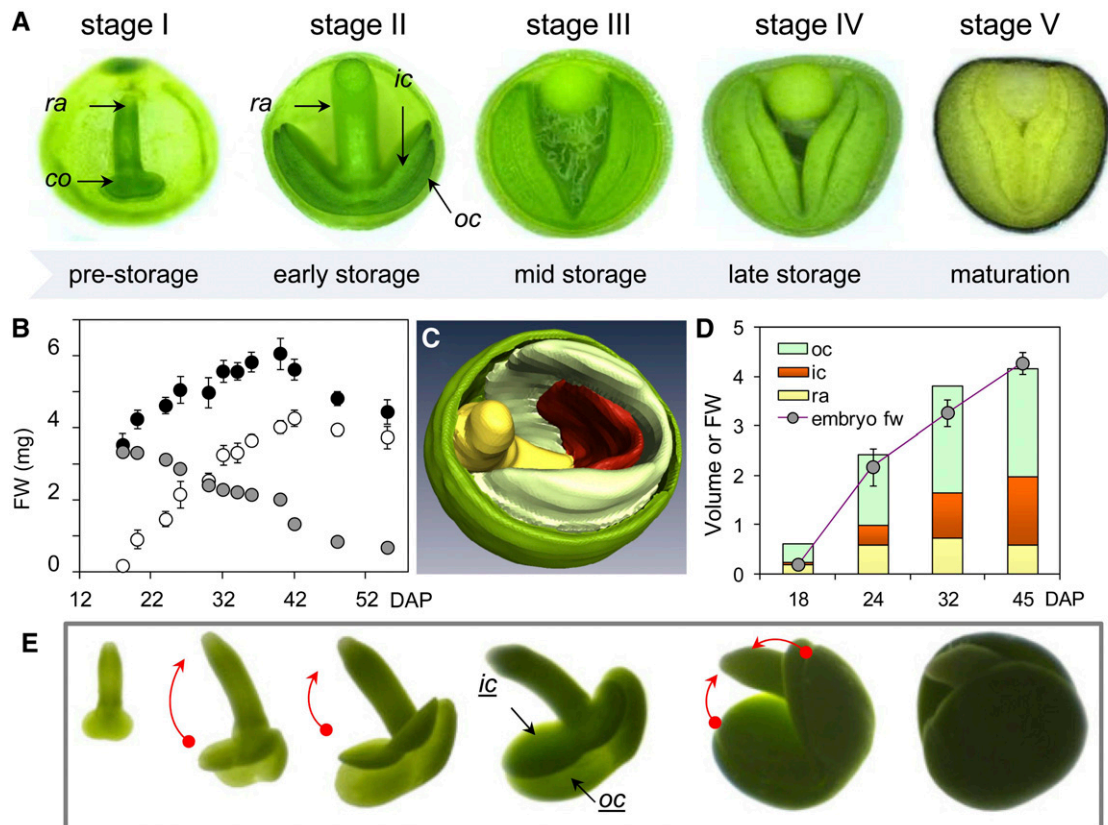 A
stage I
stage II
stage III
stage IV
stage V
ra
co
ra
ic
oc
pre-storage
early storage
mid storage
late storage
maturation
B
FW (mg)
6
4
2
0
12
22
32
42
52
DAP
C
D
Volume or FW
5
4
3
2
1
0
oc
ic
ra
embryo fw
18
24
32
45
DAP
E
ic
oc